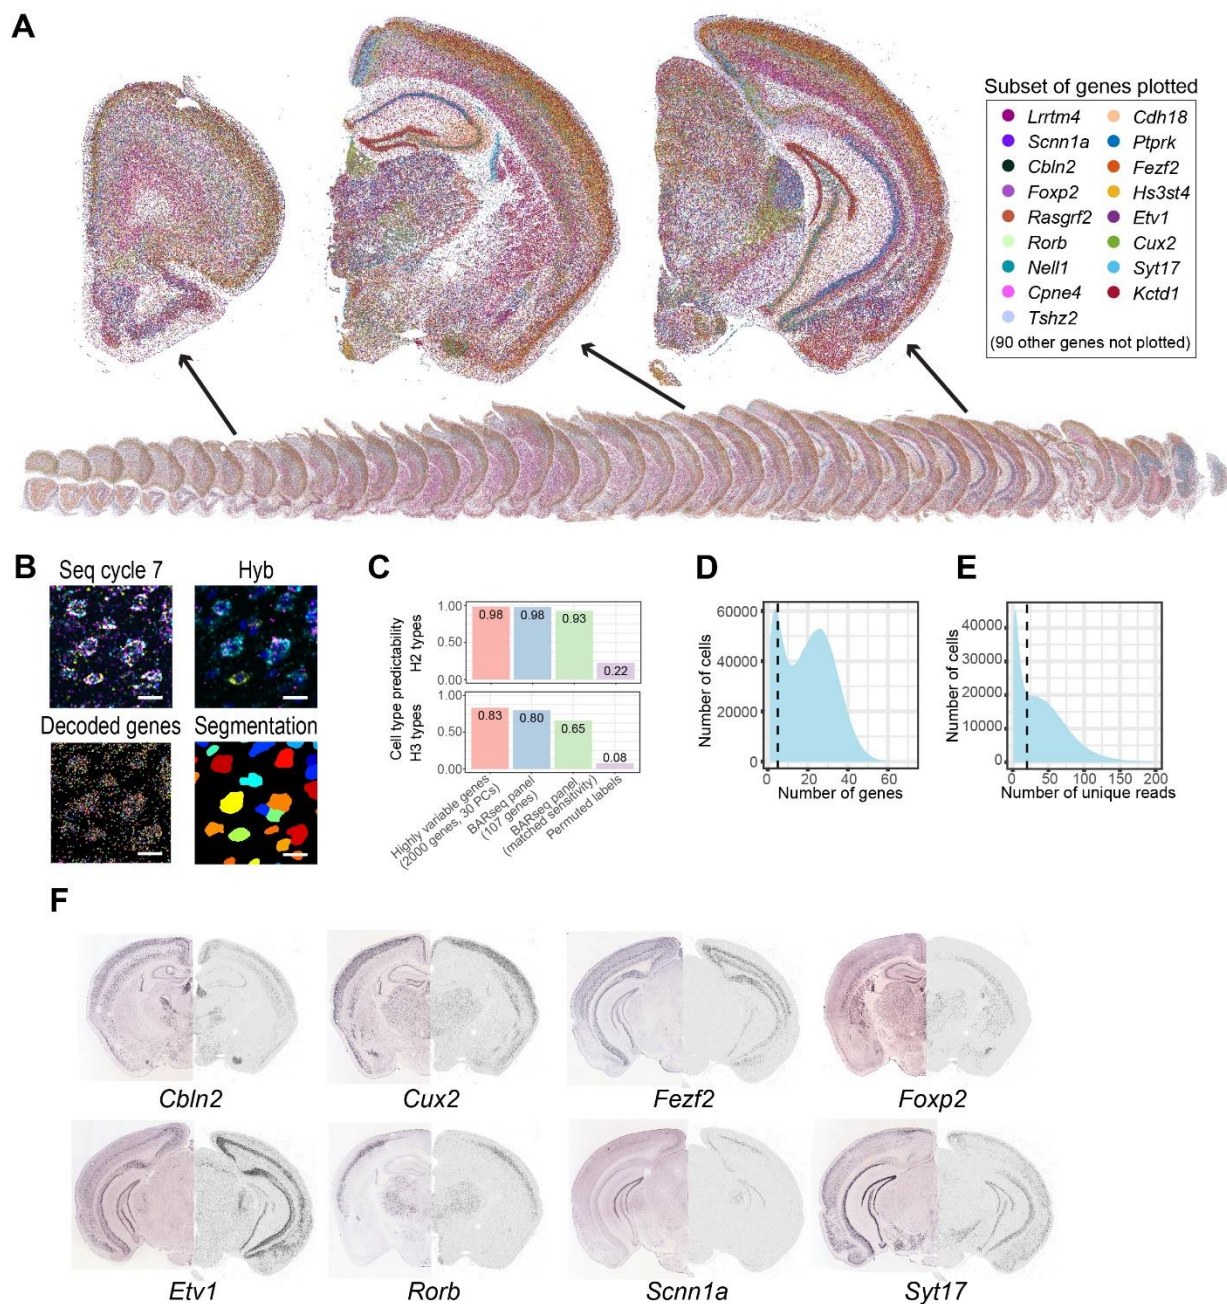 A
Subset of genes plotted
Lrrtm4
Scnn1a
Cbln2
Foxp2
Rasgrf2
Rorb
Nell1
Cpne4
Tshz2
Cdh18
Ptprk
Fezf2
Hs3st4
Etv1
Cux2
Syt17
Kctd1
(90 other genes not plotted)
B
Seq cycle 7
Hyb
Decoded genes
Segmentation
C
Cell type predictability
H2 types
1.00
0.50
0.00
0.98
0.98
0.93
0.22
H3 types
1.00
0.50
0.00
0.83
0.80
0.65
0.08
Highly variable genes
(2000 genes, 30 PCs)
BARseq panel
(107 genes)
BARseq panel
(matched sensitivity)
Permuted labels
D
Number of cells
60000
40000
20000
0
0
20
40
60
Number of genes
E
Number of cells
40000
30000
20000
10000
0
0
50
100
150
200
Number of unique reads
F
Cbln2
Cux2
Fezf2
Foxp2
Etv1
Rorb
Scnn1a
Syt17